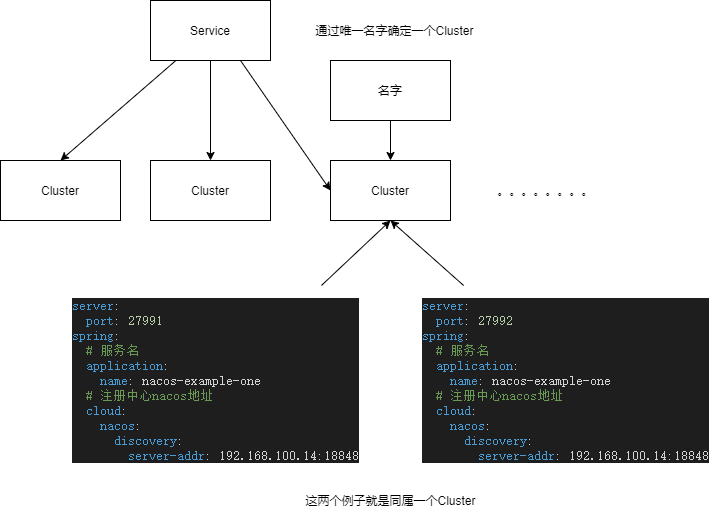 Service
通过唯一名字确定一个Cluster
名字
Cluster
Cluster
Cluster
。。。。。。。。
server:
  port: 27991
spring:
  # 服务名
  application:
    name: nacos-example-one
  # 注册中心nacos地址
  cloud:
    nacos:
      discovery:
        server-addr: 192.168.100.14:18848
server:
  port: 27992
spring:
  # 服务名
  application:
    name: nacos-example-one
  # 注册中心nacos地址
  cloud:
    nacos:
      discovery:
        server-addr: 192.168.100.14:18848
这两个例子就是同属一个Cluster